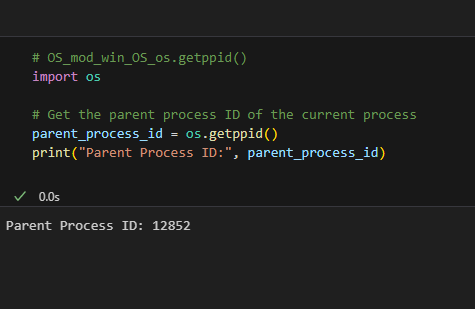 # OS_mod_win_OS_os.getppid()
import os
# Get the parent process ID of the current process
parent_process_id = os.getppid()
print("Parent Process ID:", parent_process_id)
0.0s
Parent Process ID: 12852